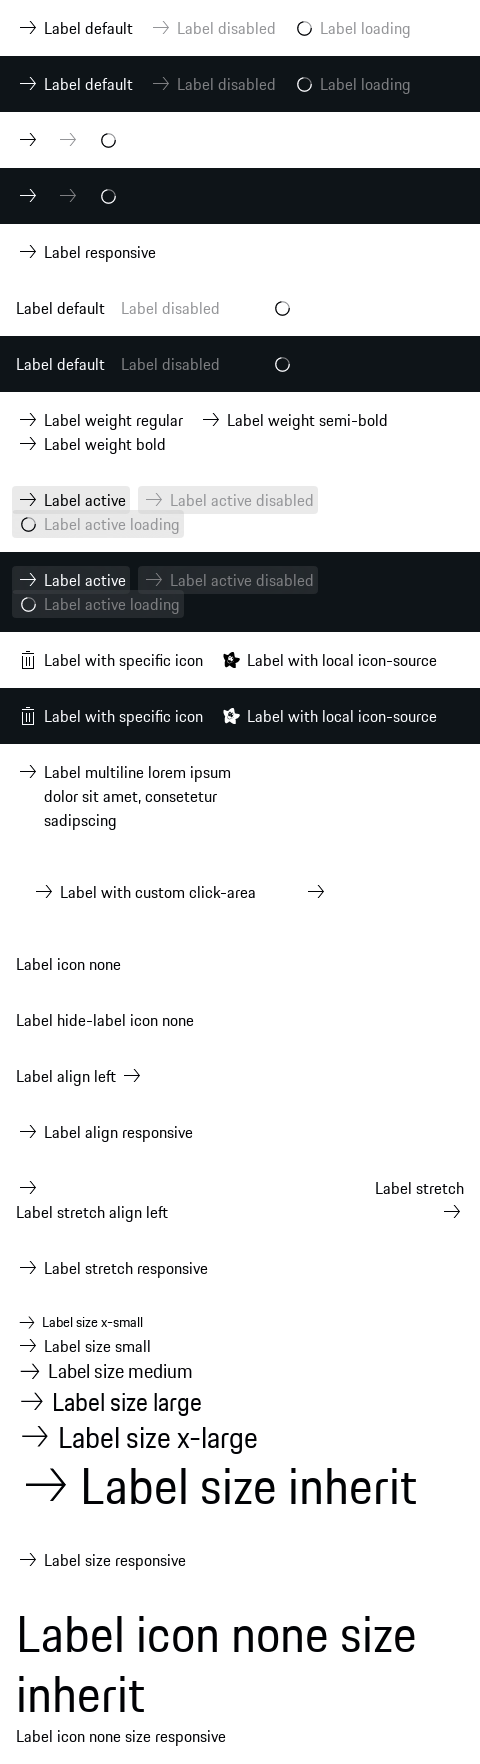 Label default Label disabled Label loading
Label default Label disabled Label loading
Label responsive
Label default Label disabled
Label default Label disabled
Label weight regular Label weight semi-bold
Label weight bold
Label active Label active disabled
Label active loading
Label active Label active disabled
Label active loading
Label with specific icon Label with local icon-source
Label with specific icon Label with local icon-source
Label multiline lorem ipsum
dolor sit amet, consetetur
sadipscing
Label with custom click-area
Label icon none
Label hide-label icon none
Label align left
Label align responsive
Label stretch
Label stretch align left
Label stretch responsive
Label size x-small
Label size small
Label size medium
Label size large
Label size x-large
Label size inherit
Label size responsive
Label icon none size
inherit
Label icon none size responsive